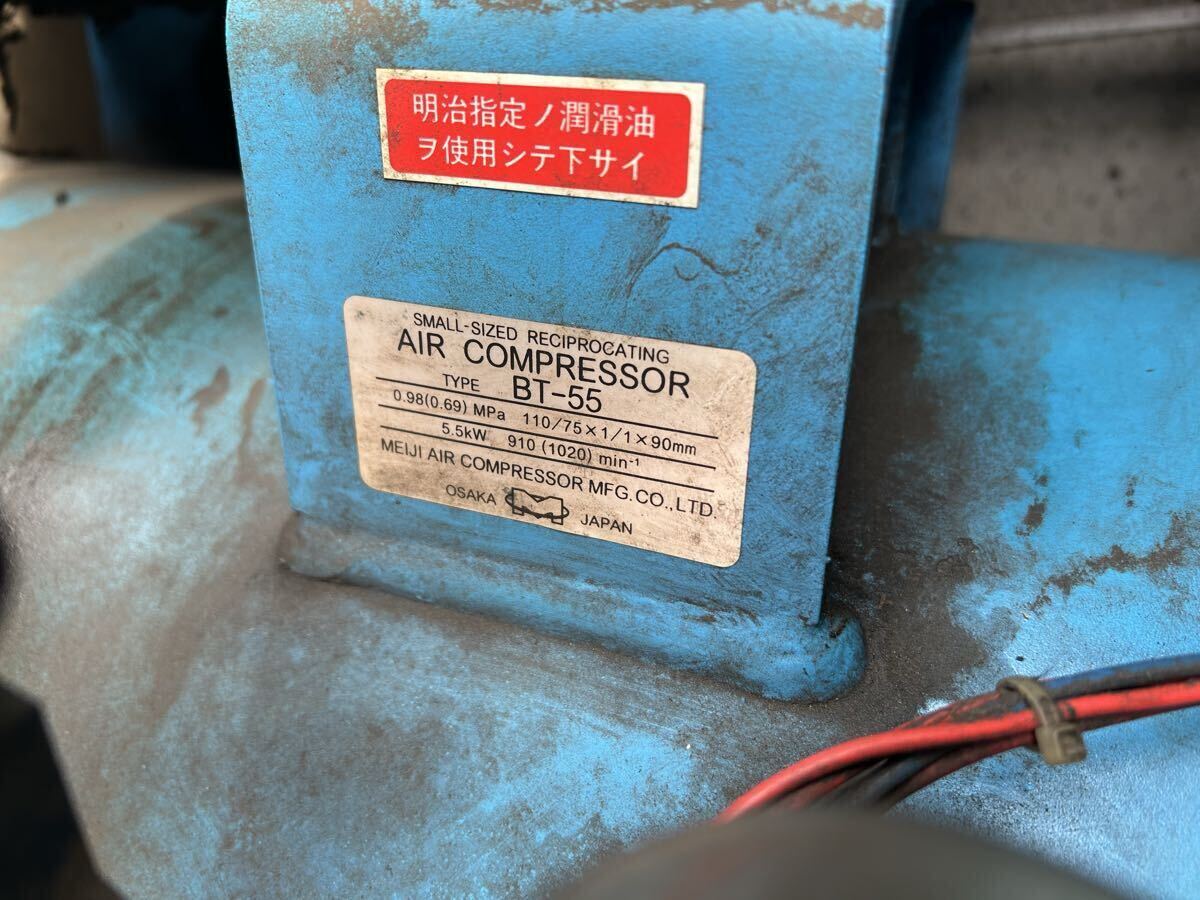 明治指定ノ潤滑油
ヲ使用シテ下サイ
SMALL-SIZED RECIPROCATING
AIR COMPRESSOR
TYPE BT-55
0.98(0.69) MPa 110/75×1/1×90mm
5.5kW 910 (1020) min⁻¹
MEIJI AIR COMPRESSOR MFG. CO., LTD.
OSAKA JAPAN